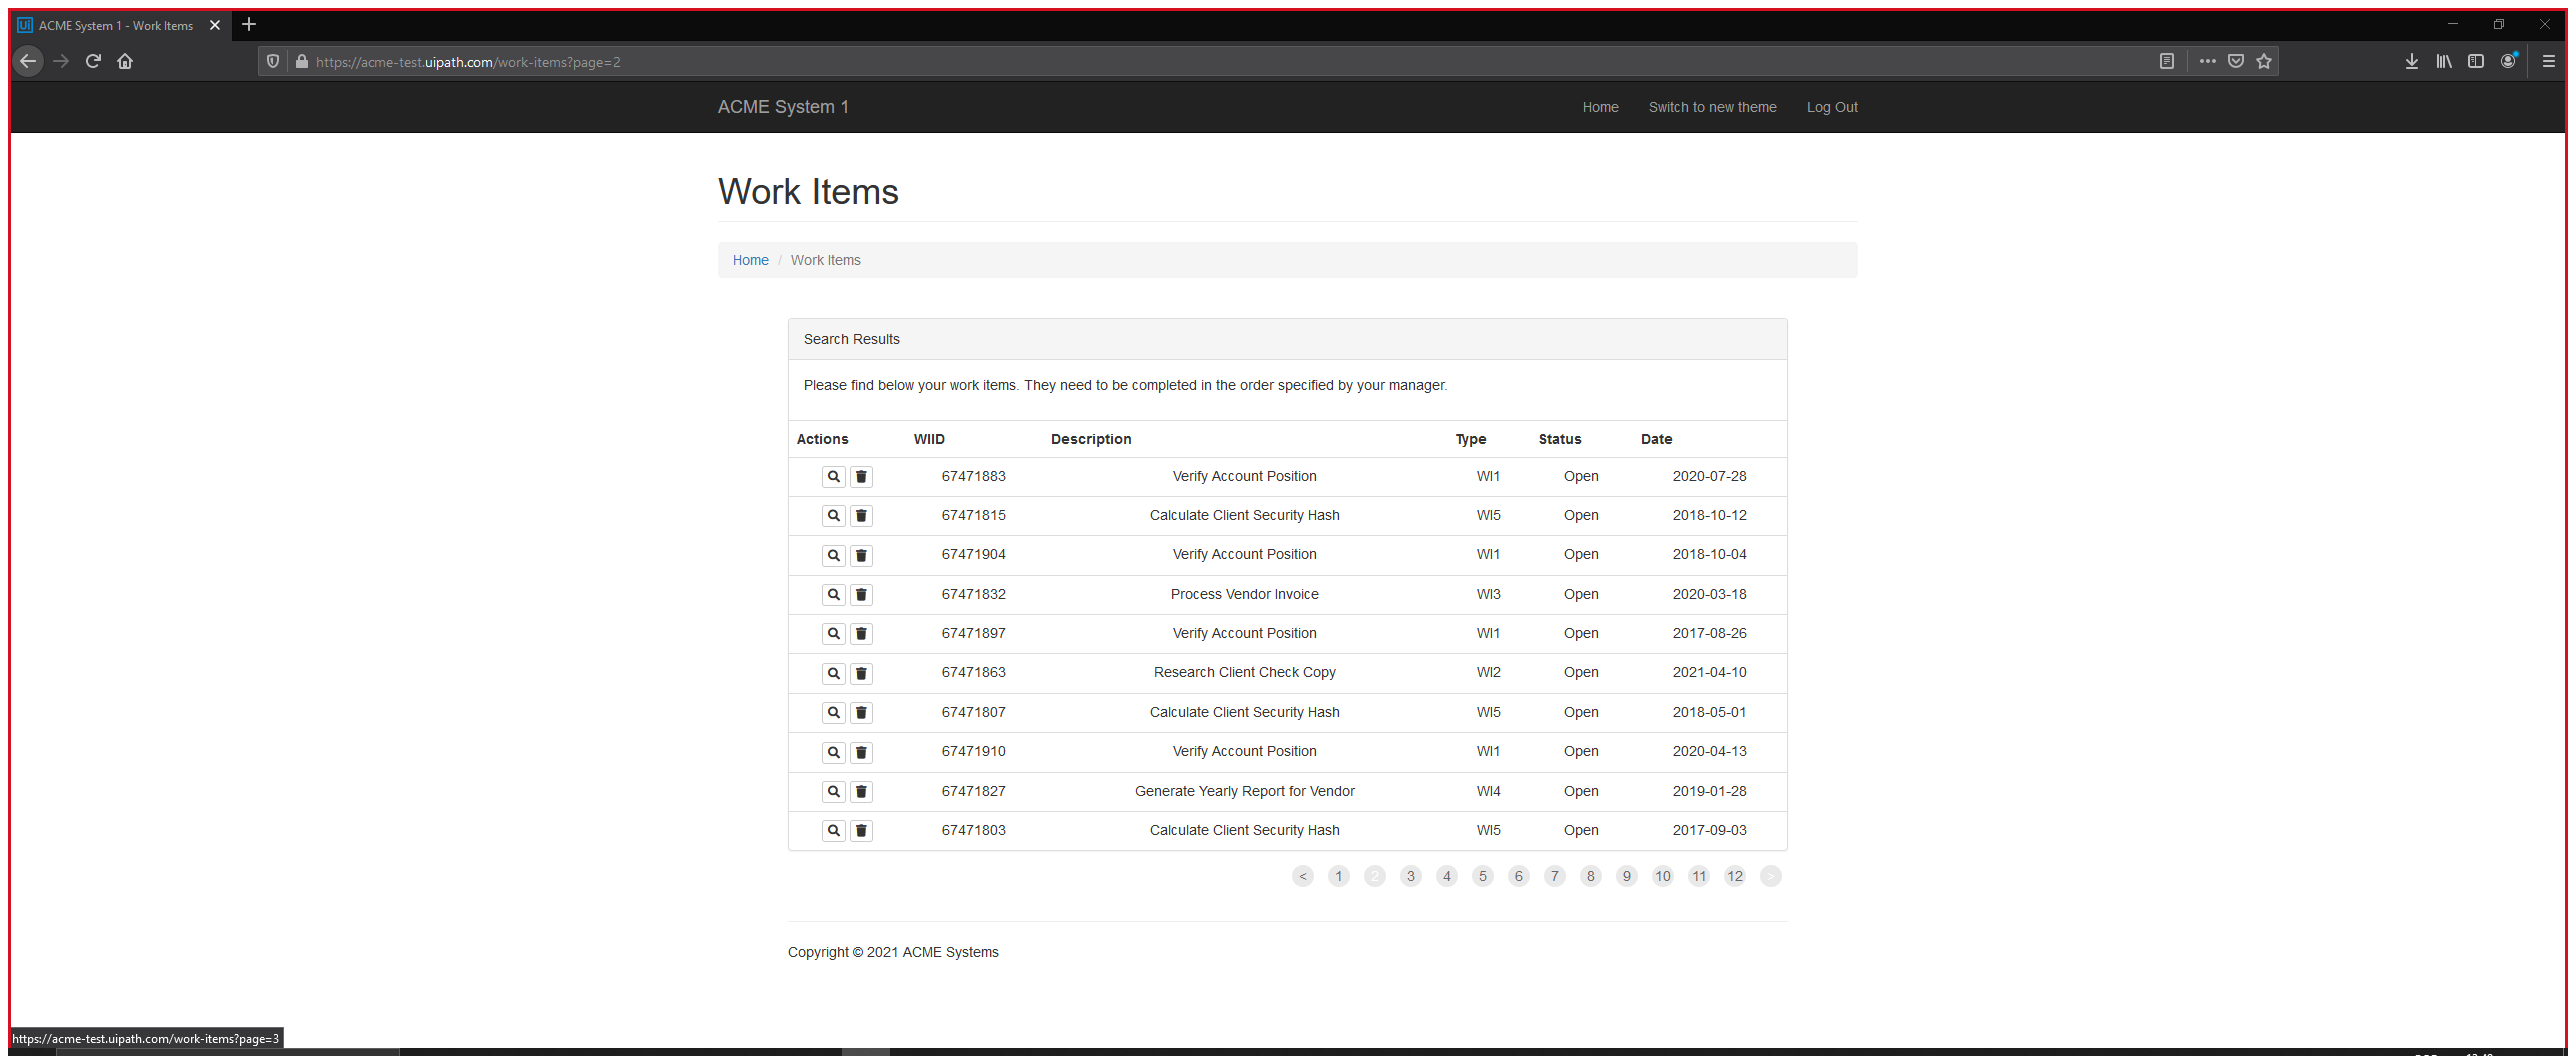 ACME System 1 - Work Items
https://acme-test.uipath.com/work-items?page=2
ACME System 1 Home Switch to new theme Log Out
Work Items
Home / Work Items
Search Results
Please find below your work items. They need to be completed in the order specified by your manager.
Actions WIID Description Type Status Date
67471883 Verify Account Position WI1 Open 2020-07-28
67471815 Calculate Client Security Hash WI5 Open 2018-10-12
67471904 Verify Account Position WI1 Open 2018-10-04
67471832 Process Vendor Invoice WI3 Open 2020-03-18
67471897 Verify Account Position WI1 Open 2017-08-26
67471863 Research Client Check Copy WI2 Open 2021-04-10
67471807 Calculate Client Security Hash WI5 Open 2018-05-01
67471910 Verify Account Position WI1 Open 2020-04-13
67471827 Generate Yearly Report for Vendor WI4 Open 2019-01-28
67471803 Calculate Client Security Hash WI5 Open 2017-09-03
< 1 2 3 4 5 6 7 8 9 10 11 12 >
Copyright © 2021 ACME Systems
https://acme-test.uipath.com/work-items?page=3